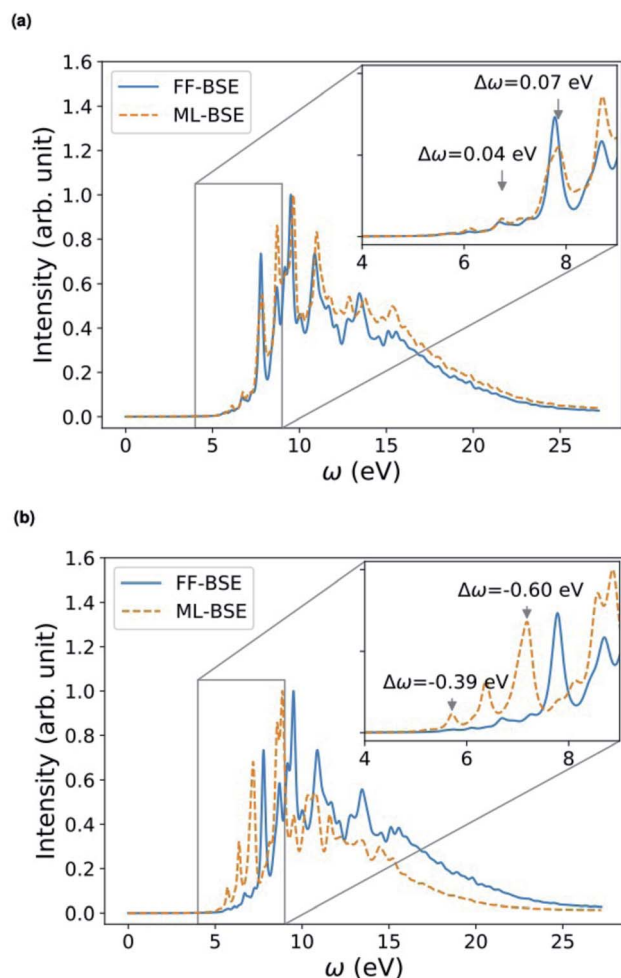 (a)
1.6
1.4
1.2
1.0
0.8
0.6
0.4
0.2
0.0
Intensity (arb. unit)
FF-BSE
ML-BSE
Δω=0.07 eV
Δω=0.04 eV
4 6 8
0 5 10 15 20 25
ω (eV)
(b)
1.6
1.4
1.2
1.0
0.8
0.6
0.4
0.2
0.0
Intensity (arb. unit)
FF-BSE
ML-BSE
Δω=-0.60 eV
Δω=-0.39 eV
4 6 8
0 5 10 15 20 25
ω (eV)